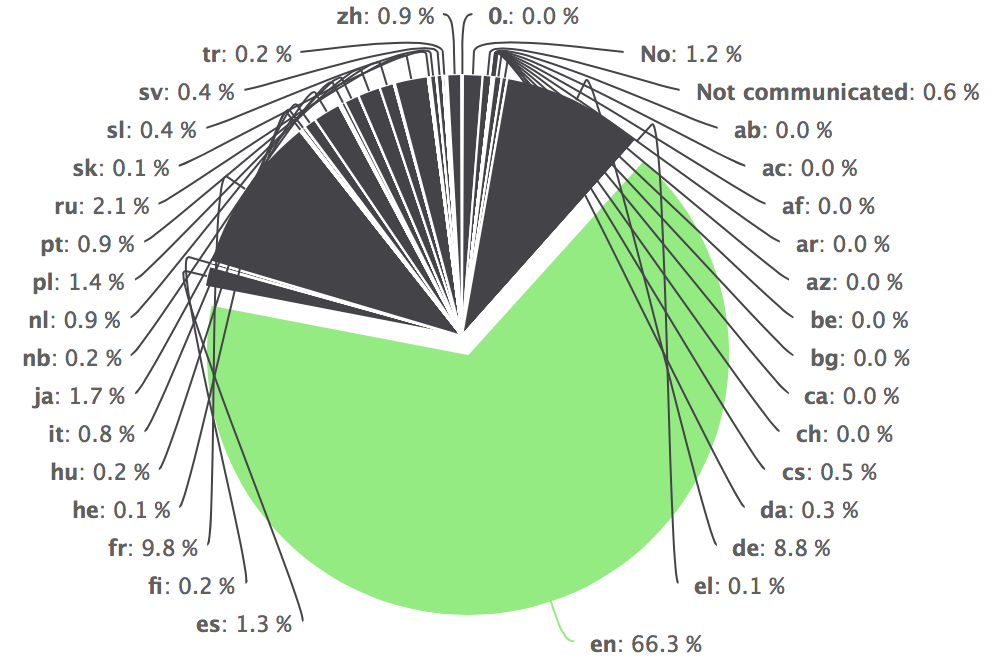 zh: 0.9 %
0.: 0.0 %
tr: 0.2 %
No: 1.2 %
sv: 0.4 %
Not communicated: 0.6 %
sl: 0.4 %
ab: 0.0 %
sk: 0.1 %
ac: 0.0 %
ru: 2.1 %
af: 0.0 %
pt: 0.9 %
ar: 0.0 %
pl: 1.4 %
az: 0.0 %
nl: 0.9 %
be: 0.0 %
nb: 0.2 %
bg: 0.0 %
ja: 1.7 %
ca: 0.0 %
it: 0.8 %
ch: 0.0 %
hu: 0.2 %
cs: 0.5 %
he: 0.1 %
da: 0.3 %
fr: 9.8 %
de: 8.8 %
fi: 0.2 %
el: 0.1 %
es: 1.3 %
en: 66.3 %